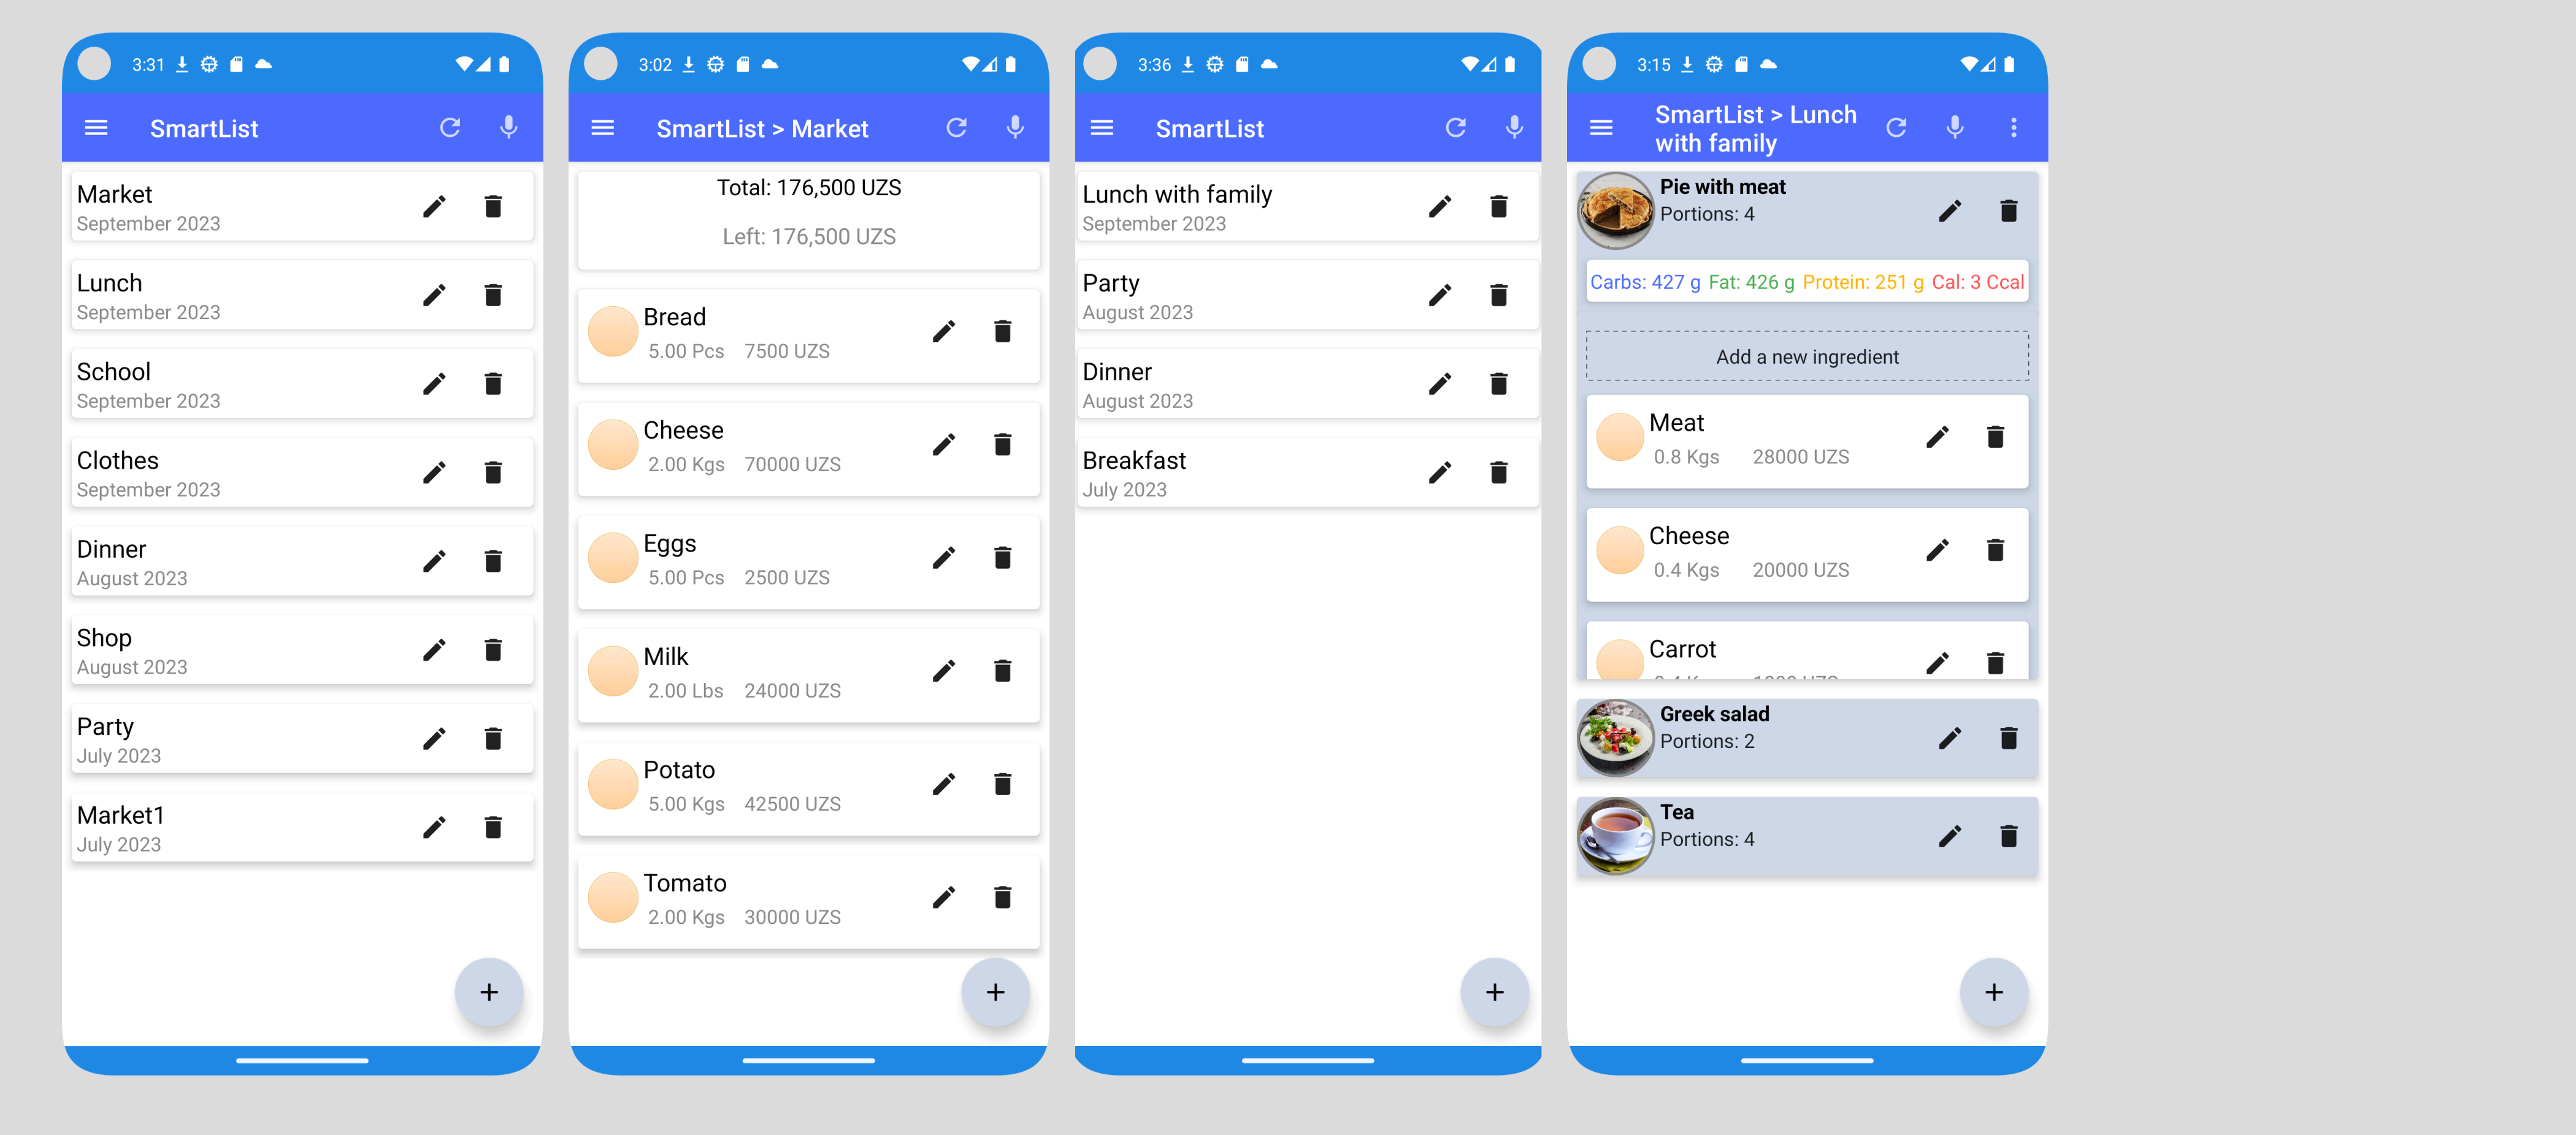 3:31
SmartList
Market
September 2023
Lunch
September 2023
School
September 2023
Clothes
September 2023
Dinner
August 2023
Shop
August 2023
Party
July 2023
Market1
July 2023
3:02
SmartList > Market
Total: 176,500 UZS
Left: 176,500 UZS
Bread
5.00 Pcs 7500 UZS
Cheese
2.00 Kgs 70000 UZS
Eggs
5.00 Pcs 2500 UZS
Milk
2.00 Lbs 24000 UZS
Potato
5.00 Kgs 42500 UZS
Tomato
2.00 Kgs 30000 UZS
3:36
SmartList
Lunch with family
September 2023
Party
August 2023
Dinner
August 2023
Breakfast
July 2023
3:15
SmartList > Lunch
with family
Pie with meat
Portions: 4
Carbs: 427 g Fat: 426 g Protein: 251 g Cal: 3 Ccal
Add a new ingredient
Meat
0.8 Kgs 28000 UZS
Cheese
0.4 Kgs 20000 UZS
Carrot
Greek salad
Portions: 2
Tea
Portions: 4